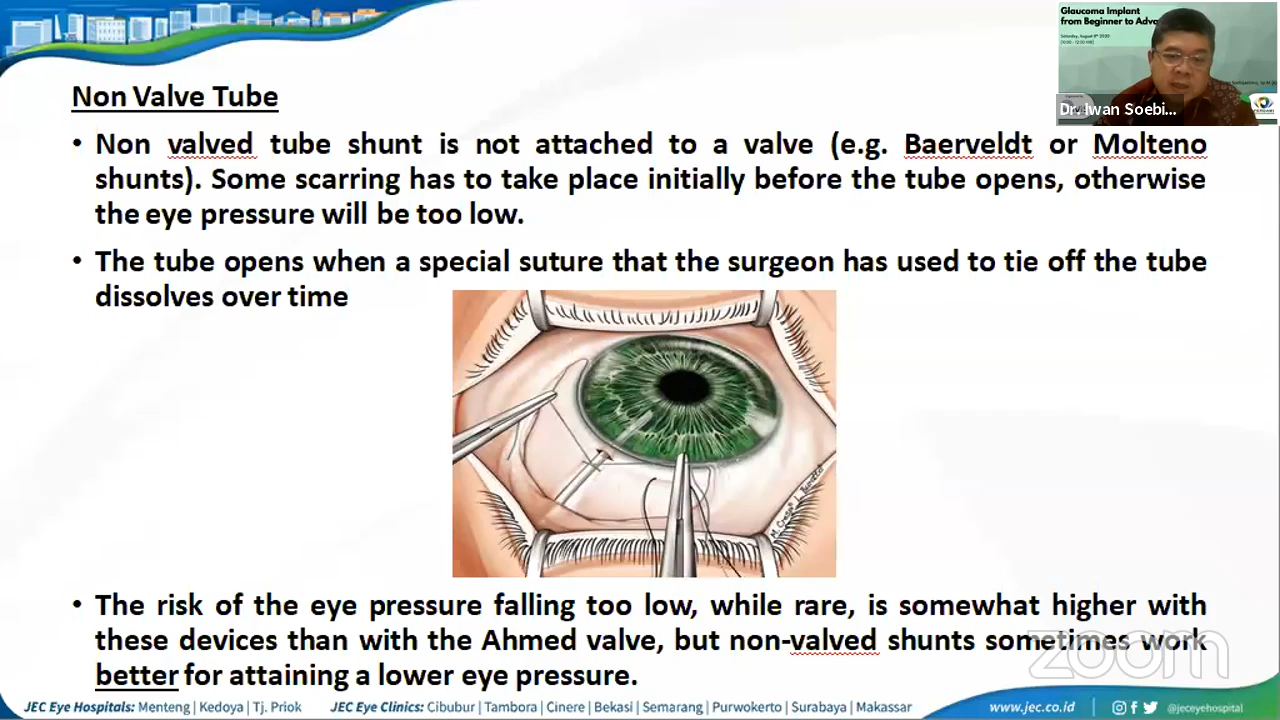 Glaucoma Implant
from Beginner to Adva
Saturday, August 8th 2020
Dr. Iwan Soebi...
Non Valve Tube
• Non valved tube shunt is not attached to a valve (e.g. Baerveldt or Molteno
shunts). Some scarring has to take place initially before the tube opens, otherwise
the eye pressure will be too low.
• The tube opens when a special suture that the surgeon has used to tie off the tube
dissolves over time
• The risk of the eye pressure falling too low, while rare, is somewhat higher with
these devices than with the Ahmed valve, but non-valved shunts sometimes work
better for attaining a lower eye pressure.
zoom
JEC Eye Hospitals: Menteng | Kedoya | Tj. Priok JEC Eye Clinics: Cibubur | Tambora | Cinere | Bekasi | Semarang | Purwokerto | Surabaya | Makassar www.jec.co.id @jeceyehospital